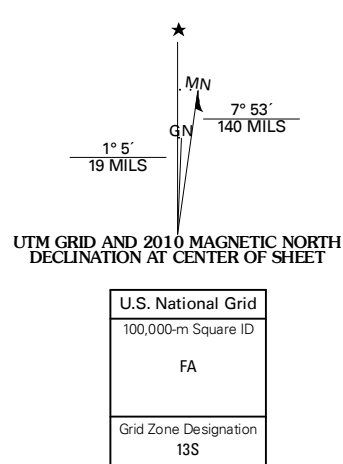 ★
MN
7° 53´
140 MILS
GN
1° 5´
19 MILS
UTM GRID AND 2010 MAGNETIC NORTH
DECLINATION AT CENTER OF SHEET
U.S. National Grid
100,000-m Square ID
FA
Grid Zone Designation
13S